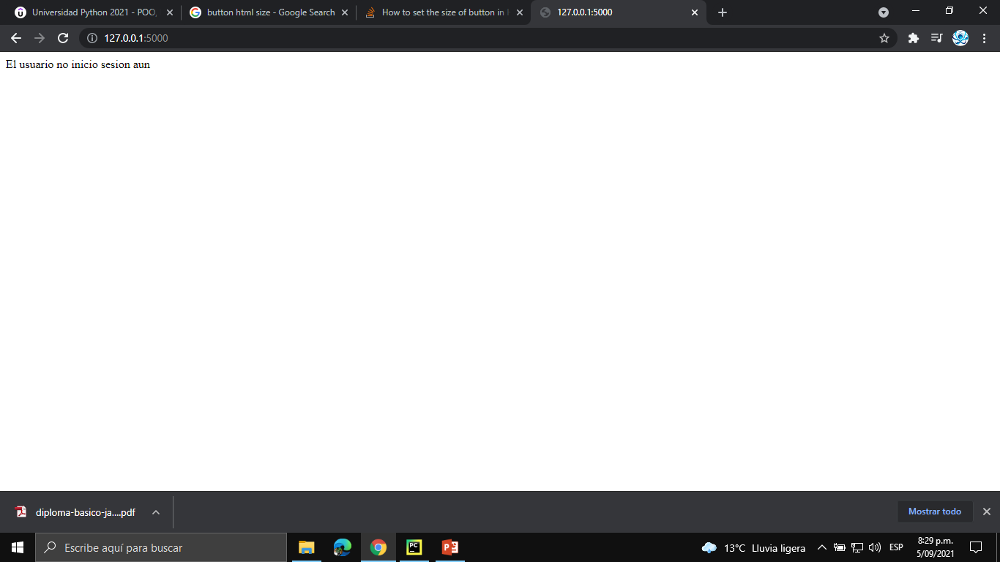 Universidad Python 2021 - POO,
button html size - Google Search
How to set the size of button in H
127.0.0.1:5000
127.0.0.1:5000
El usuario no inicio sesion aun
diploma-basico-ja....pdf
Mostrar todo
Escribe aquí para buscar
PC
P
13°C Lluvia ligera
ESP
8:29 p.m.
5/09/2021